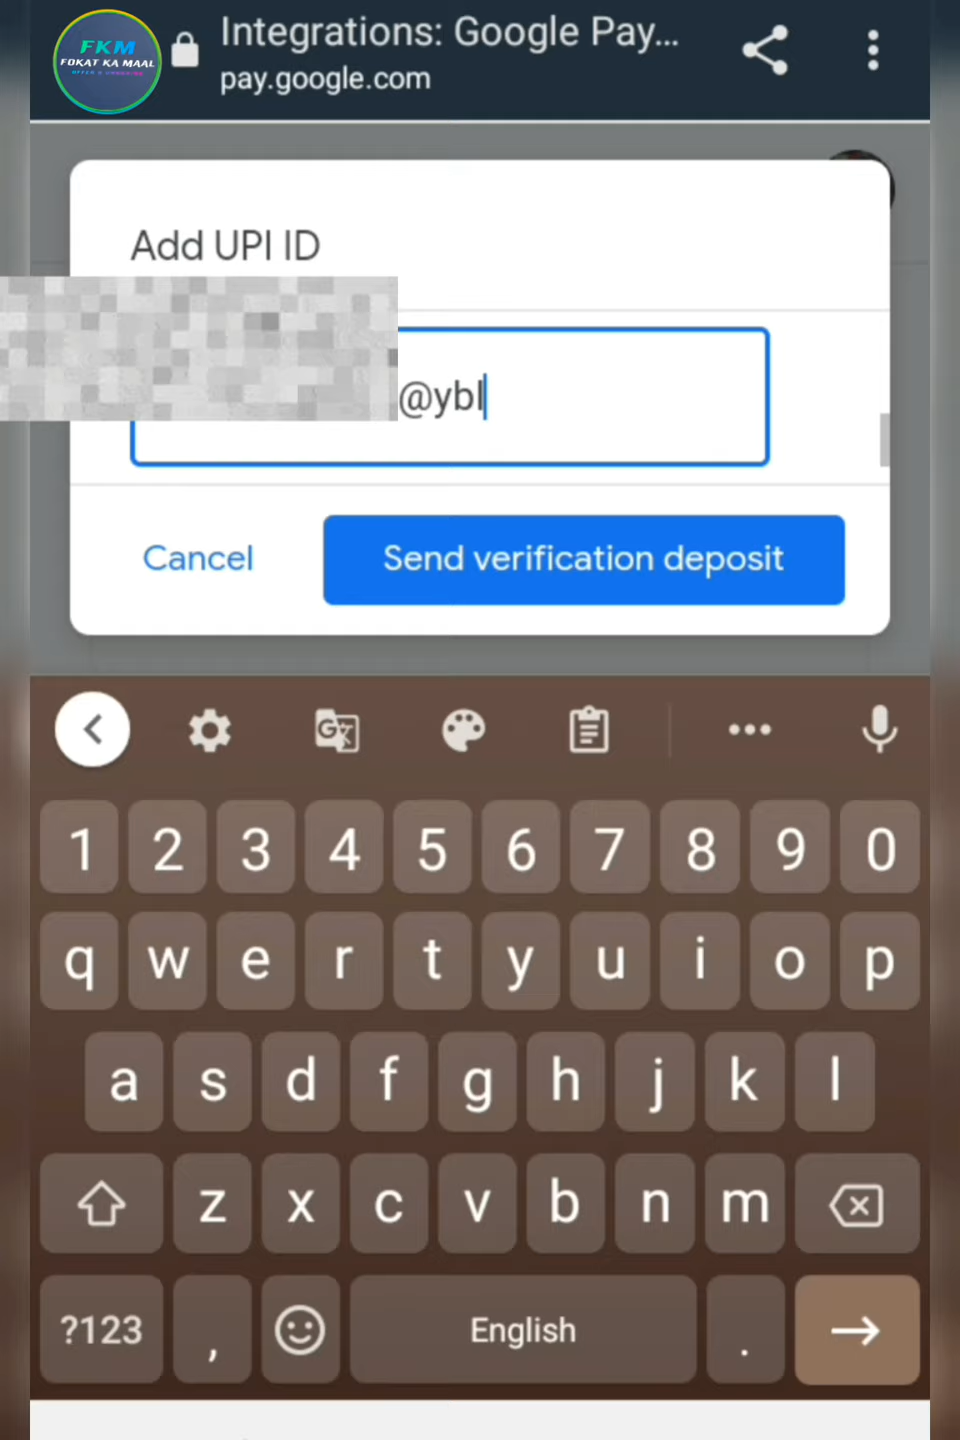 FKM
FOKAT KA MAAL
Integrations: Google Pay...
pay.google.com
Add UPI ID
@ybl
Cancel
Send verification deposit
1 2 3 4 5 6 7 8 9 0
q w e r t y u i o p
a s d f g h j k l
z x c v b n m
?123 , English .